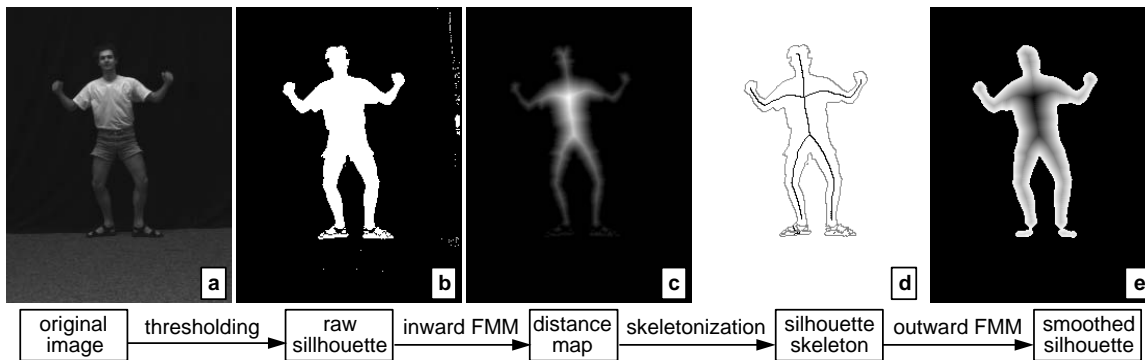 a
b
c
d
e
original
image
thresholding
raw
sillhouette
inward FMM
distance
map
skeletonization
silhouette
skeleton
outward FMM
smoothed
silhouette